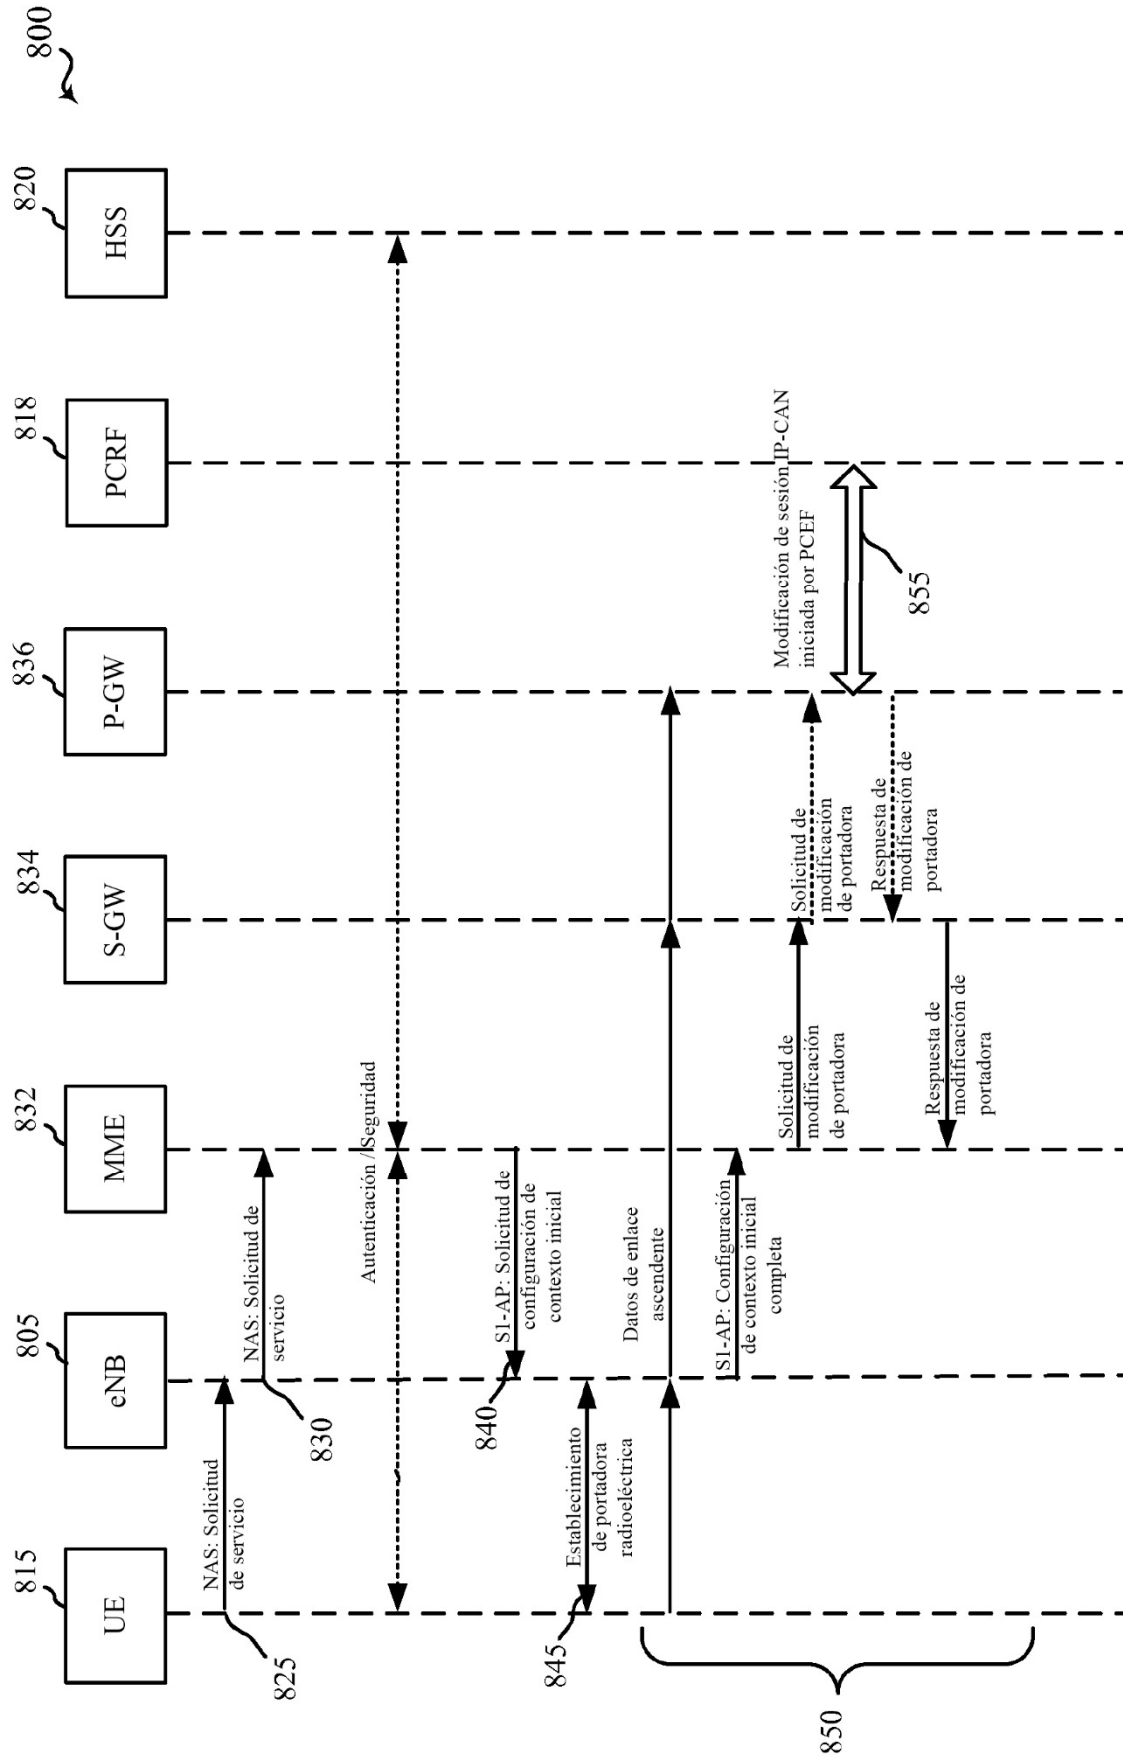 800
815
805
832
834
836
818
820
UE
eNB
MME
S-GW
P-GW
PCRF
HSS
NAS: Solicitud
de servicio
825
NAS: Solicitud de
servicio
830
Autenticación / Seguridad
S1-AP: Solicitud de
configuración de
contexto inicial
840
Establecimiento
de portadora
radioeléctrica
845
Datos de enlace
ascendente
S1-AP: Configuración
de contexto inicial
completa
Solicitud de
modificación
de portadora
Solicitud de
modificación
de portadora
Modificación de sesión IP-CAN
iniciada por PCEF
855
Respuesta de
modificación de
portadora
Respuesta de
modificación de
portadora
850